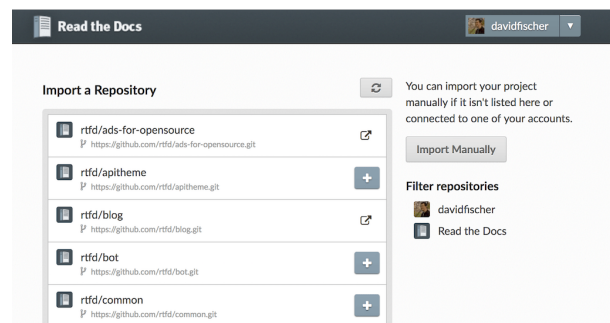 Read the Docs
davidfischer
Import a Repository
rtfd/ads-for-opensource
https://github.com/rtfd/ads-for-opensource.git
rtfd/apitheme
https://github.com/rtfd/apitheme.git
rtfd/blog
https://github.com/rtfd/blog.git
rtfd/bot
https://github.com/rtfd/bot.git
rtfd/common
https://github.com/rtfd/common.git
You can import your project
manually if it isn't listed here or
connected to one of your accounts.
Import Manually
Filter repositories
davidfischer
Read the Docs